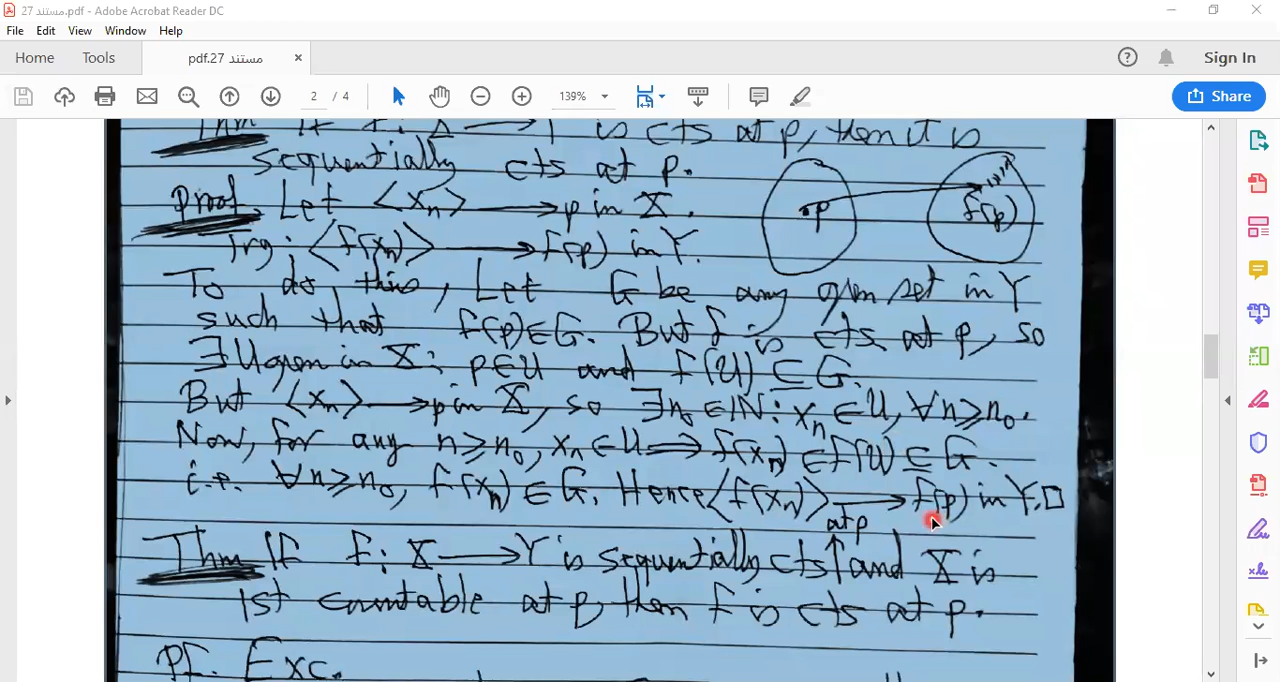 مستند 27.pdf - Adobe Acrobat Reader DC
File Edit View Window Help
Home Tools مستند 27.pdf × Sign In
2 / 4 139% Share
Thm If f: X → Y is cts at p, then it is
sequentially cts at p.
Proof. Let <xn> → p in X.
Trg: <f(xn)> → f(p) in Y.
p f(p)
To do this, Let G be any open set in Y
such that f(p) ∈ G. But f is cts at p, so
∃ U open in X: p ∈ U and f(U) ⊆ G.
But <xn> → p in X, so ∃ n₀ ∈ IN: xn ∈ U, ∀ n ≥ n₀.
Now, for any n ≥ n₀, xn ∈ U ⟹ f(xn) ∈ f(U) ⊆ G.
i.e. ∀ n ≥ n₀, f(xn) ∈ G. Hence <f(xn)> → f(p) in Y. □
Thm If f: X → Y is sequentially cts at p and X is
1st countable at p, then f is cts at p.
Pf. Exc.